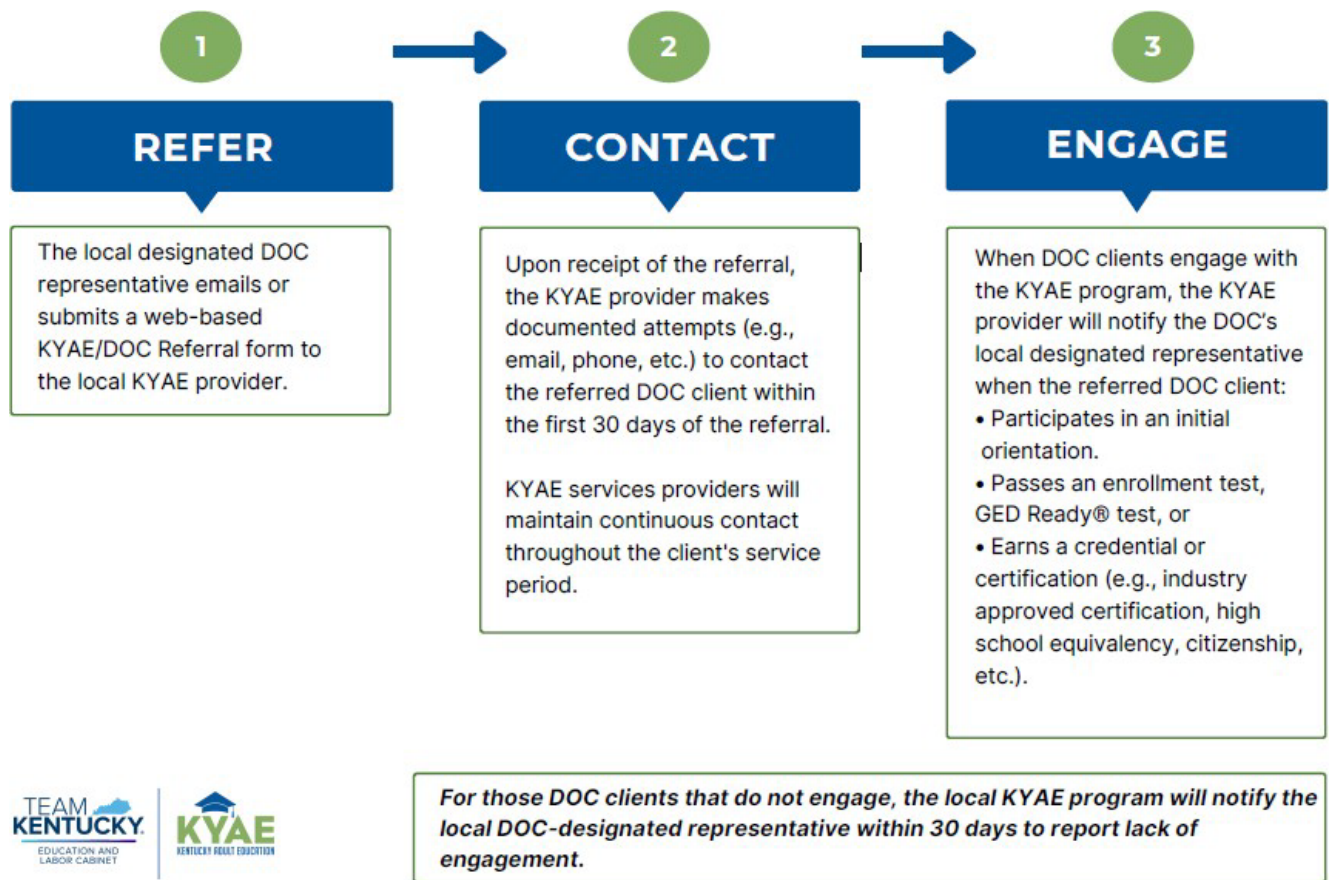 1
REFER
The local designated DOC
representative emails or
submits a web-based
KYAE/DOC Referral form to
the local KYAE provider.
2
CONTACT
Upon receipt of the referral,
the KYAE provider makes
documented attempts (e.g.,
email, phone, etc.) to contact
the referred DOC client within
the first 30 days of the referral.
KYAE services providers will
maintain continuous contact
throughout the client's service
period.
3
ENGAGE
When DOC clients engage with
the KYAE program, the KYAE
provider will notify the DOC’s
local designated representative
when the referred DOC client:
• Participates in an initial
orientation.
• Passes an enrollment test,
GED Ready® test, or
• Earns a credential or
certification (e.g., industry
approved certification, high
school equivalency, citizenship,
etc.).
TEAM
KENTUCKY.
EDUCATION AND
LABOR CABINET
KYAE
KENTUCKY ADULT EDUCATION
For those DOC clients that do not engage, the local KYAE program will notify the
local DOC-designated representative within 30 days to report lack of
engagement.